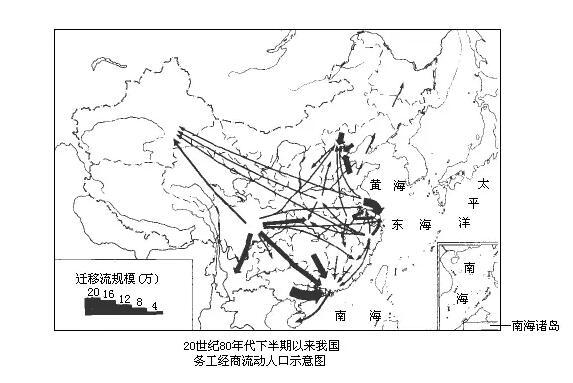 黄 海
太
平
洋
东 海
迁移流规模(万)
20 16 12 8 4
南
海
南海诸岛
南 海
20世纪80年代下半期以来我国
务工经商流动人口示意图